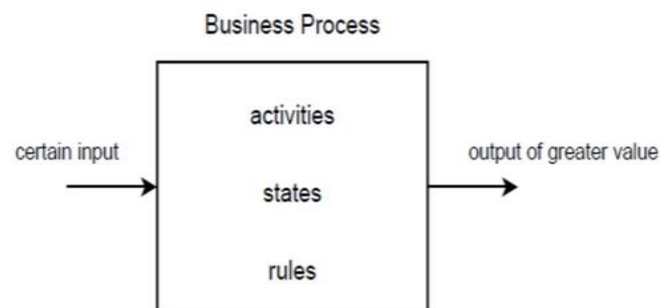 Business Process
activities
certain input
output of greater value
states
rules